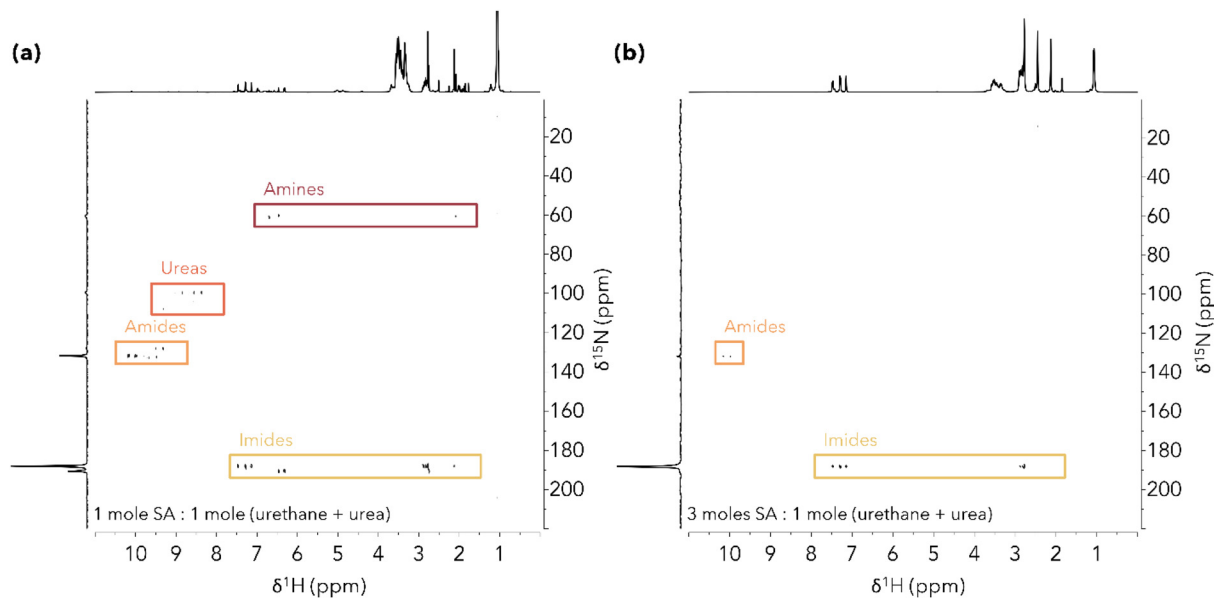 (a)
Amines
Ureas
Amides
Imides
1 mole SA : 1 mole (urethane + urea)
20
40
60
80
100
120
140
160
180
200
δ¹⁵N (ppm)
10 9 8 7 6 5 4 3 2 1
δ¹H (ppm)
(b)
Amides
Imides
3 moles SA : 1 mole (urethane + urea)
20
40
60
80
100
120
140
160
180
200
δ¹⁵N (ppm)
10 9 8 7 6 5 4 3 2 1
δ¹H (ppm)